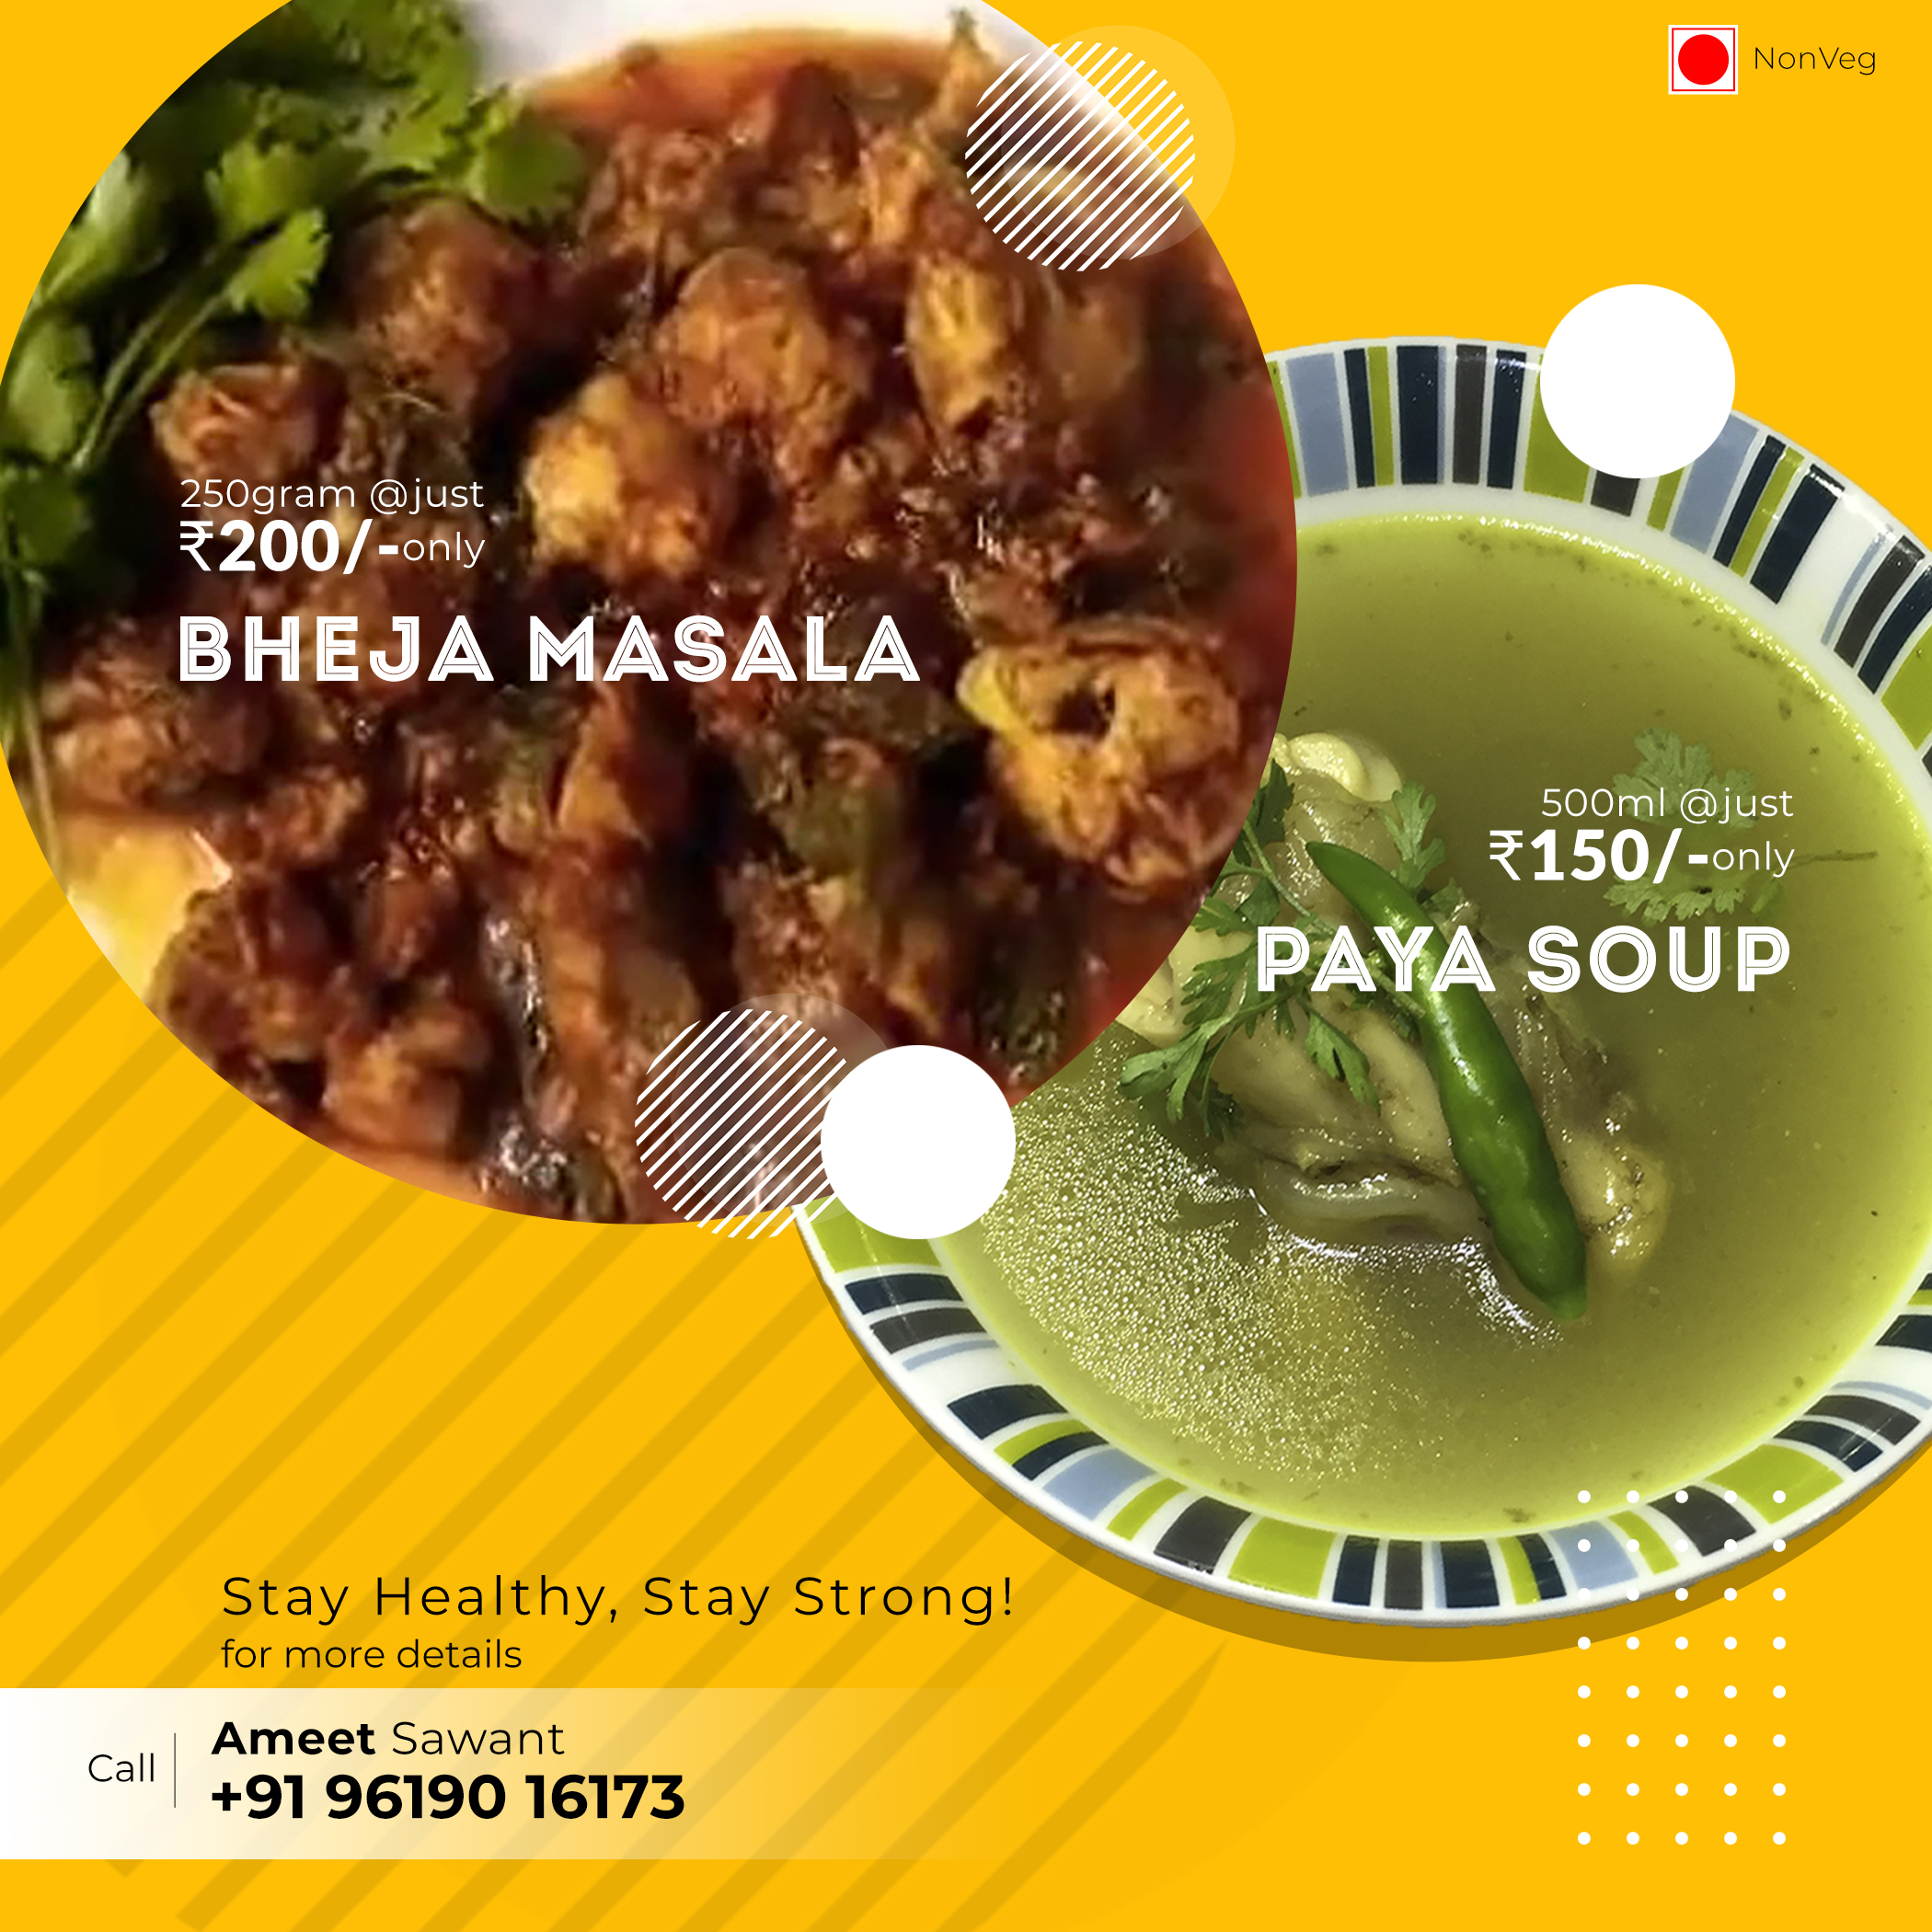 NonVeg
250gram @just
₹200/-only
BHEJA MASALA
500ml @just
₹150/-only
PAYA SOUP
Stay Healthy, Stay Strong!
for more details
Call
Ameet Sawant
+91 96190 16173